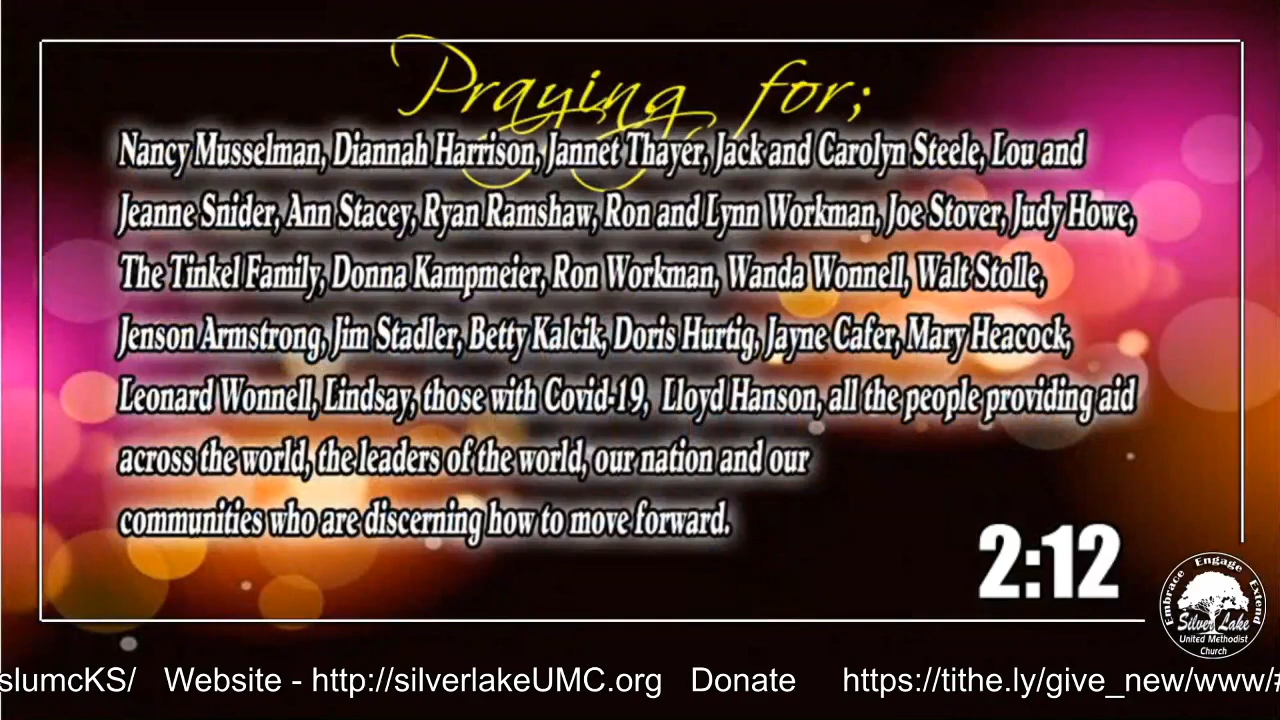 Praying for;
Nancy Musselman, Diannah Harrison, Jannet Thayer, Jack and Carolyn Steele, Lou and
Jeanne Snider, Ann Stacey, Ryan Ramshaw, Ron and Lynn Workman, Joe Stover, Judy Howe,
The Tinkel Family, Donna Kampmeier, Ron Workman, Wanda Wonnell, Walt Stolle,
Jenson Armstrong, Jim Stadler, Betty Kalcik, Doris Hurtig, Jayne Cafer, Mary Heacock,
Leonard Wonnell, Lindsay, those with Covid-19, Lloyd Hanson, all the people providing aid
across the world, the leaders of the world, our nation and our
communities who are discerning how to move forward.
2:12
Embrace Engage Extend
Silver Lake
United Methodist
Church
slumcKS/ Website - http://silverlakeUMC.org Donate https://tithe.ly/give_new/www/#